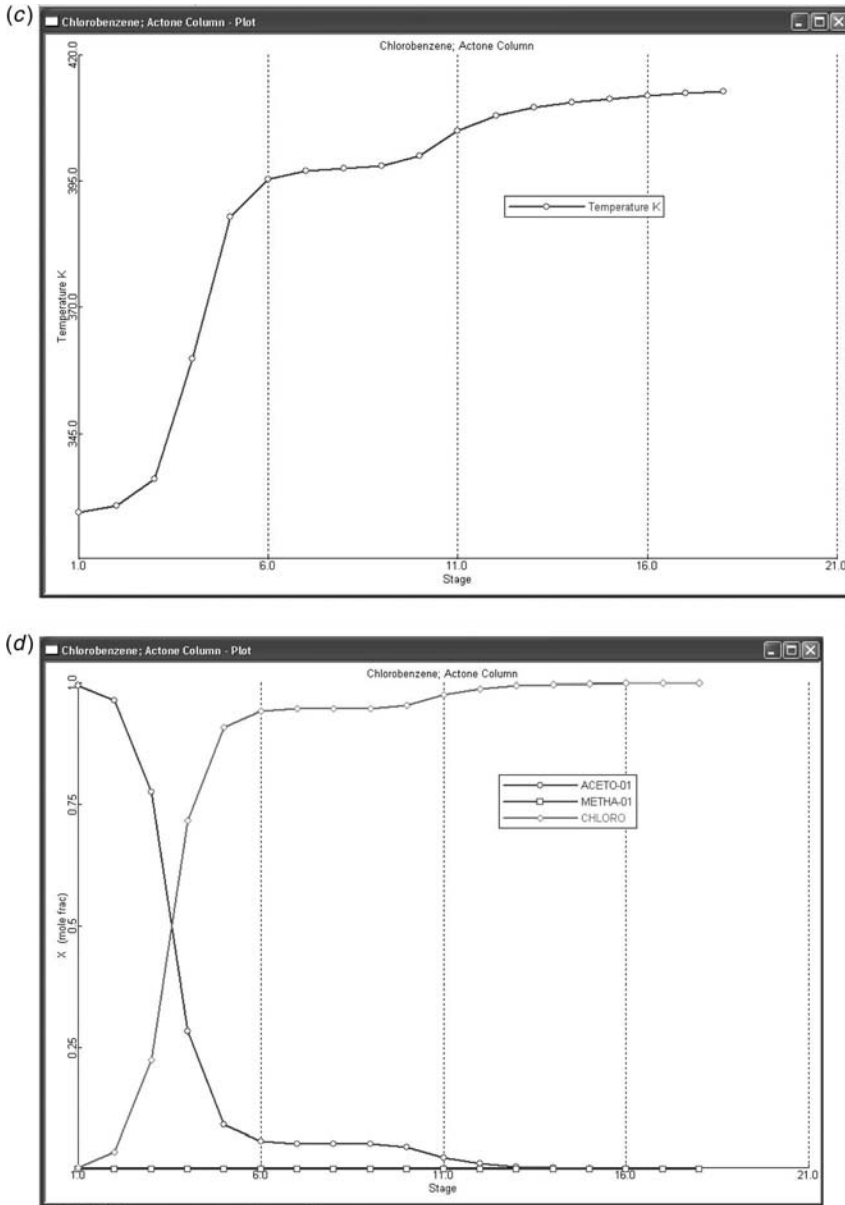 (c)
Chlorobenzene; Actone Column - Plot
Chlorobenzene; Actone Column
420.0
395.0
370.0
345.0
Temperature K
Temperature K
1.0 6.0 11.0 16.0 21.0
Stage
(d)
Chlorobenzene; Actone Column - Plot
Chlorobenzene; Actone Column
1.0
0.75
0.5
0.25
X (mole frac)
ACETO-01
METHA-01
CHLORO
1.0 6.0 11.0 16.0 21.0
Stage